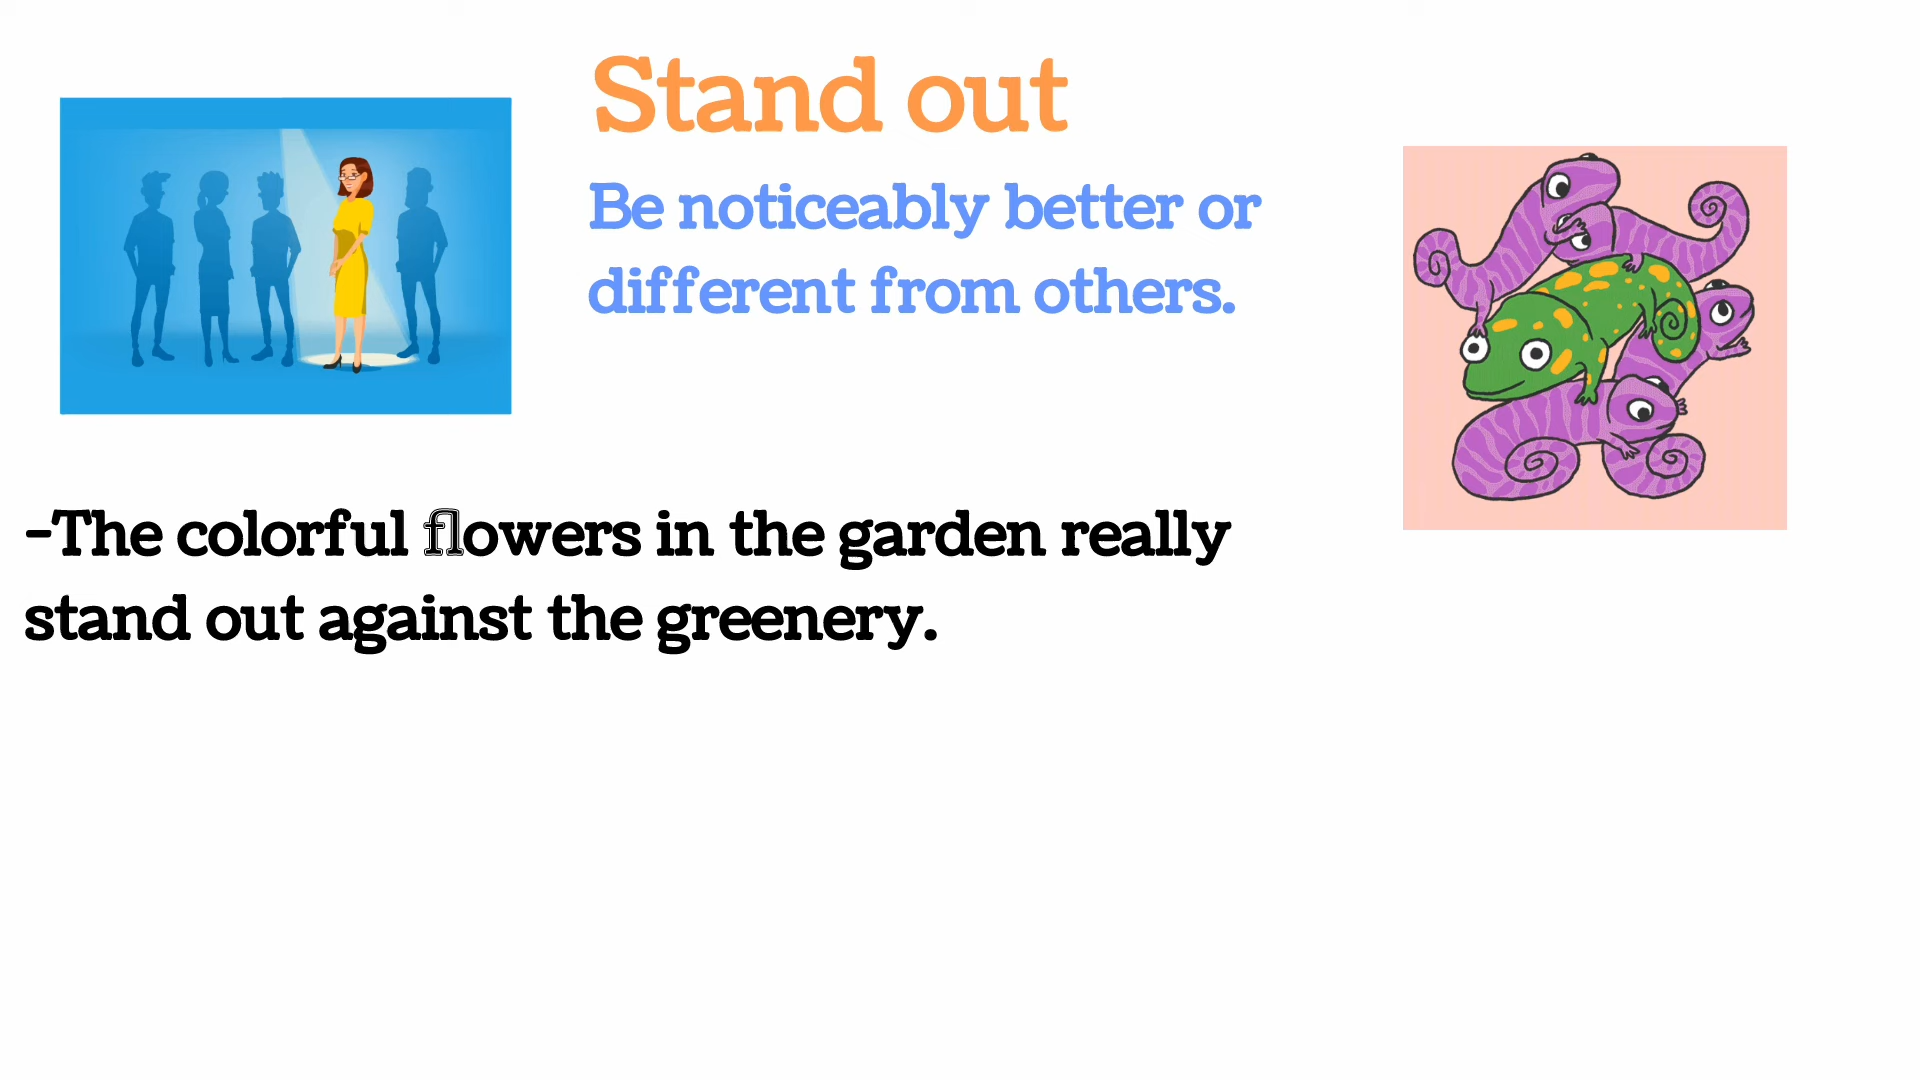 Stand out
Be noticeably better or
different from others.
-The colorful flowers in the garden really
stand out against the greenery.